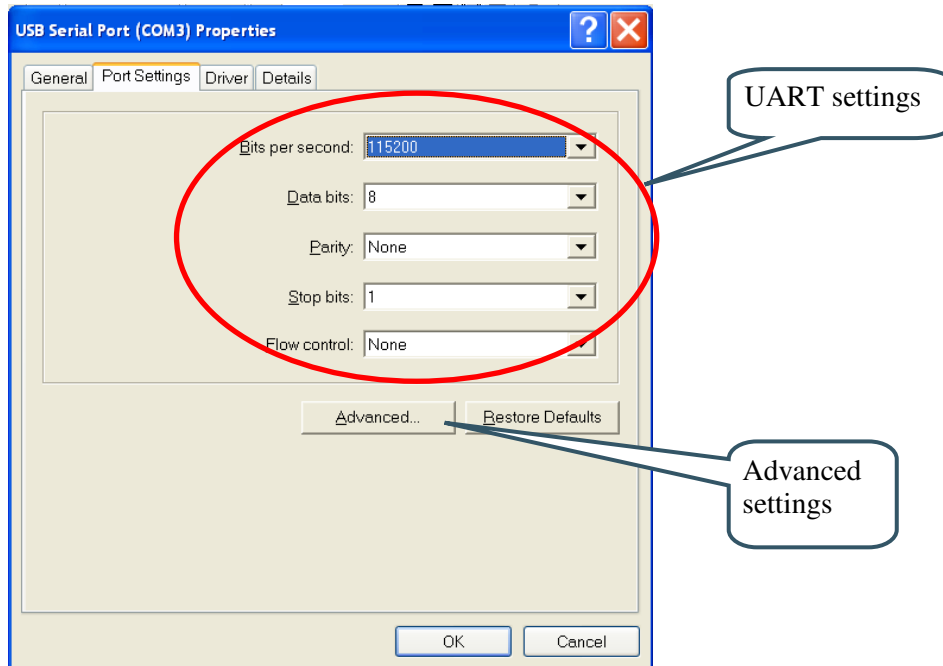 USB Serial Port (COM3) Properties
General Port Settings Driver Details
UART settings
Bits per second: 115200
Data bits: 8
Parity: None
Stop bits: 1
Flow control: None
Advanced... Restore Defaults
Advanced
settings
OK Cancel